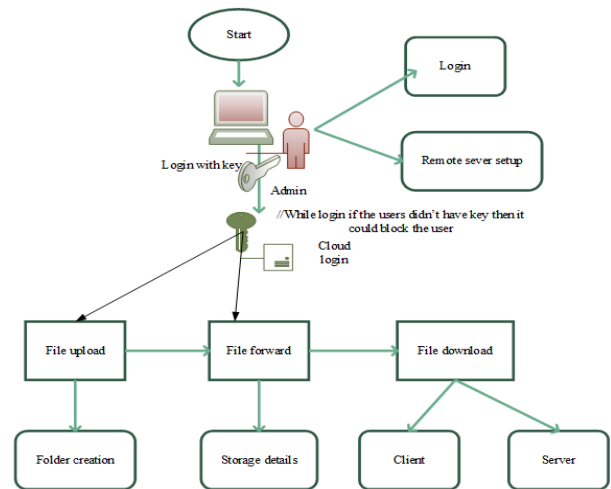 Start
Login
Login with key
Remote sever setup
Admin
//While login if the users didn't have key then it
could block the user
Cloud
login
File upload
File forward
File download
Folder creation
Storage details
Client
Server